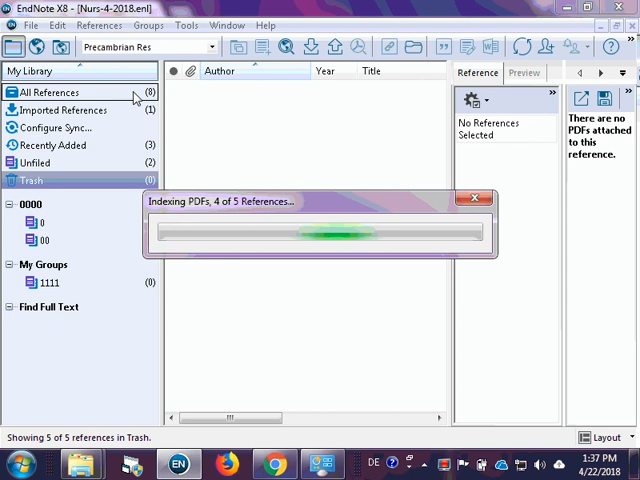 EndNote X8 - [Nurs-4-2018.enl]
File Edit References Groups Tools Window Help
Precambrian Res
My Library
Author Year Title
Reference Preview
All References (8)
Imported References (1)
Configure Sync...
Recently Added (3)
Unfiled (2)
Trash (0)
0000
0
00
My Groups
1111 (0)
Find Full Text
No References
Selected
There are no
PDFs attached
to this
reference.
Indexing PDFs, 4 of 5 References...
Showing 5 of 5 references in Trash.
Layout
EN
DE
1:37 PM
4/22/2018